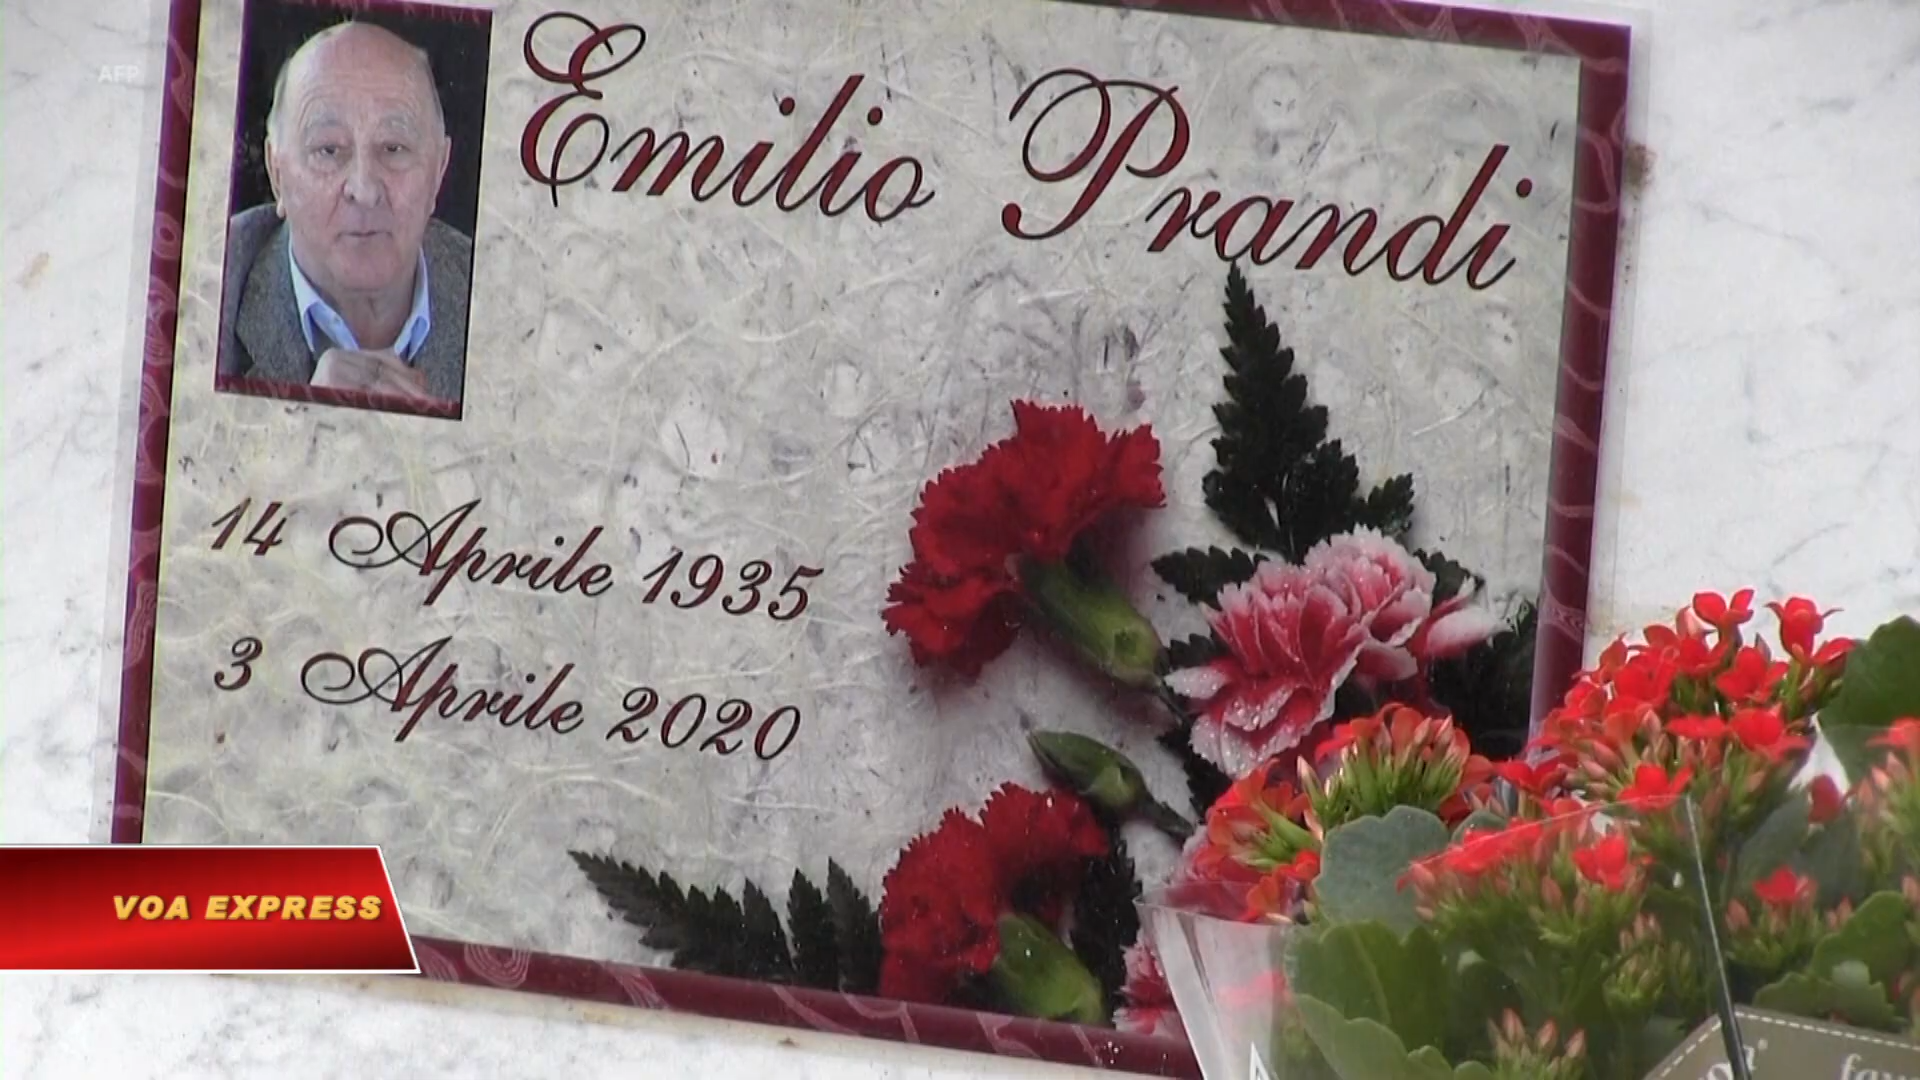 AFP
Emilio Prandi
14 Aprile 1935
3 Aprile 2020
VOA EXPRESS